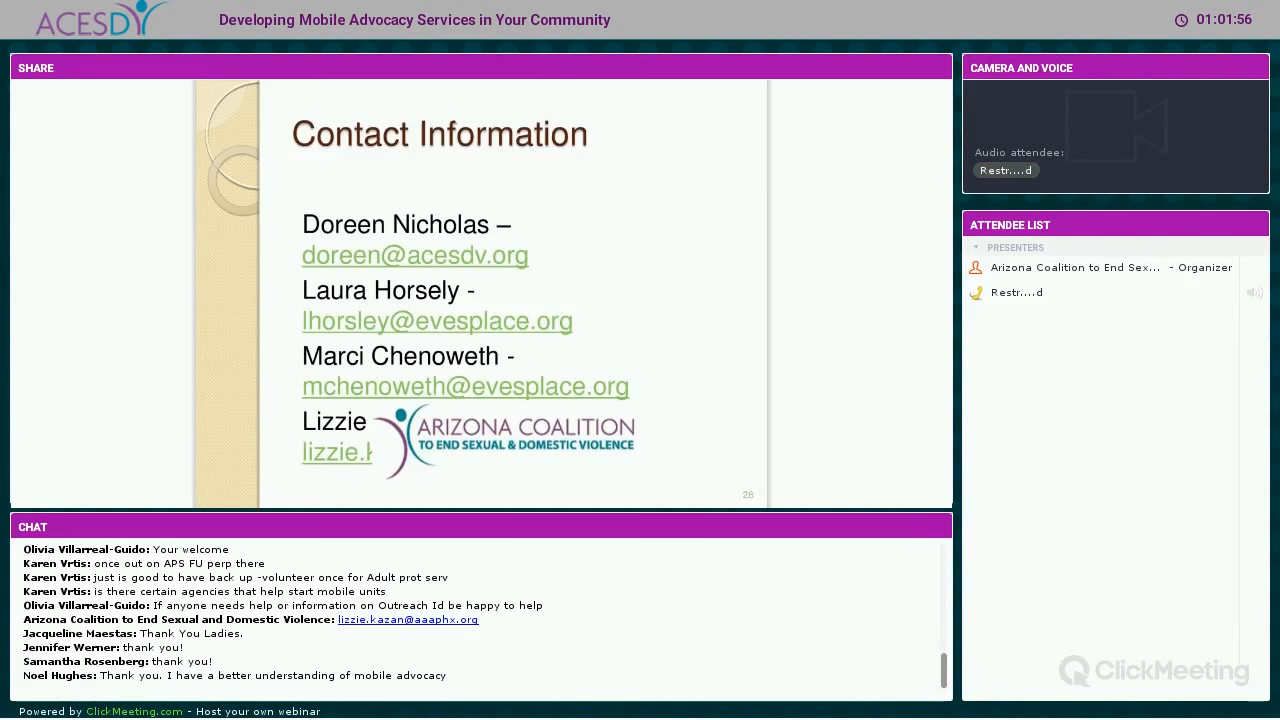 ACESDV
Developing Mobile Advocacy Services in Your Community
01:01:56
SHARE
Contact Information
Doreen Nicholas –
doreen@acesdv.org
Laura Horsely -
lhorsley@evesplace.org
Marci Chenoweth -
mchenoweth@evesplace.org
Lizzie
lizzie.k
ARIZONA COALITION
TO END SEXUAL & DOMESTIC VIOLENCE
28
CAMERA AND VOICE
Audio attendee:
Restr....d
ATTENDEE LIST
PRESENTERS
Arizona Coalition to End Sex... - Organizer
Restr....d
CHAT
Olivia Villarreal-Guido: Your welcome
Karen Vrtis: once out on APS FU perp there
Karen Vrtis: just is good to have back up -volunteer once for Adult prot serv
Karen Vrtis: is there certain agencies that help start mobile units
Olivia Villarreal-Guido: If anyone needs help or information on Outreach Id be happy to help
Arizona Coalition to End Sexual and Domestic Violence: lizzie.kazan@aaaphx.org
Jacqueline Maestas: Thank You Ladies.
Jennifer Werner: thank you!
Samantha Rosenberg: thank you!
Noel Hughes: Thank you. I have a better understanding of mobile advocacy
ClickMeeting
Powered by ClickMeeting.com - Host your own webinar